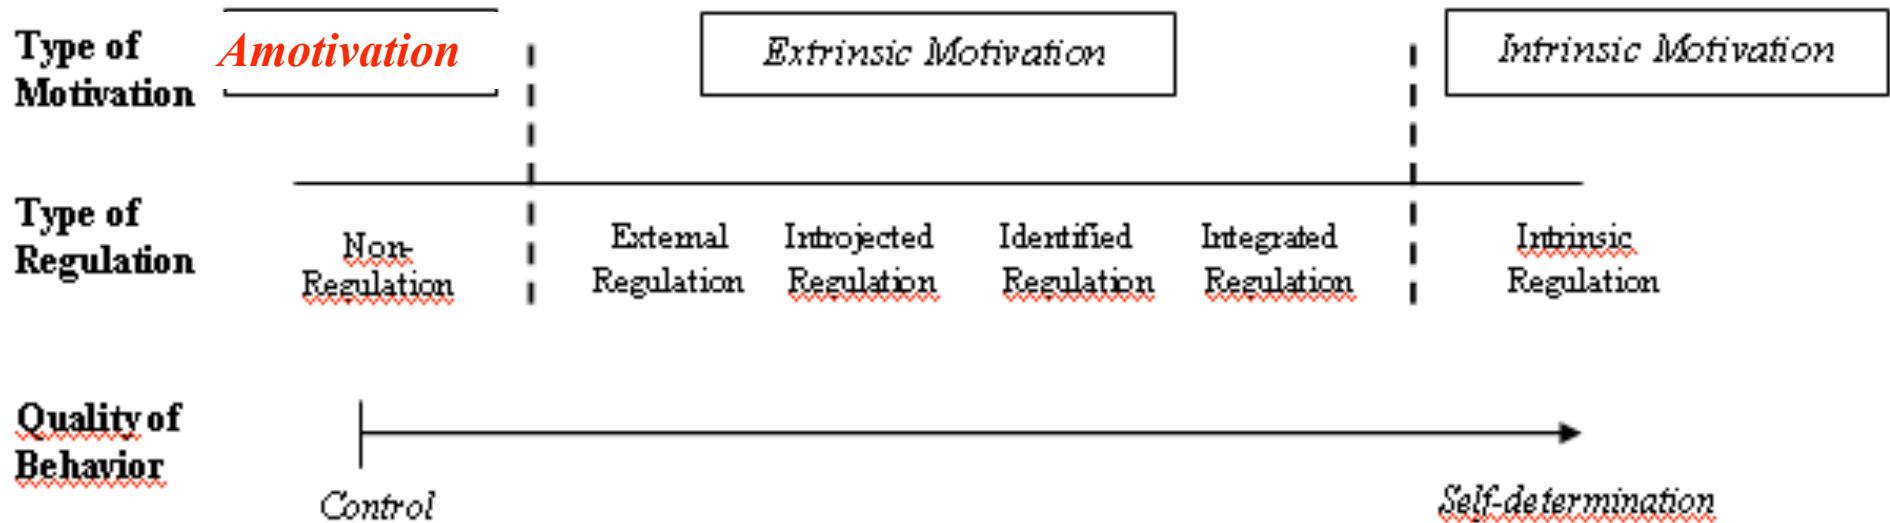 Type of
Motivation
Amotivation
Extrinsic Motivation
Intrinsic Motivation
Type of
Regulation
Non-
Regulation
External
Regulation
Introjected
Regulation
Identified
Regulation
Integrated
Regulation
Intrinsic
Regulation
Quality of
Behavior
Control
Self-determination